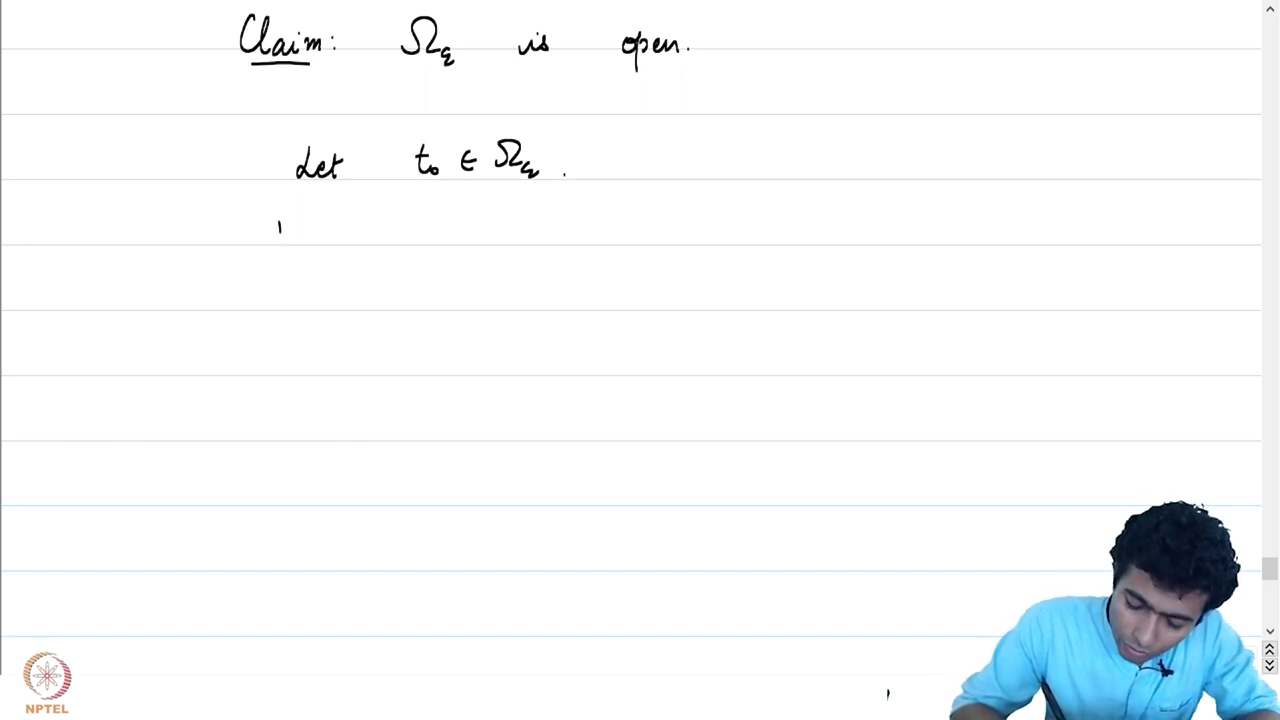 Claim: Ω_ε is open.
Let t₀ ∈ Ω_ε .
NPTEL